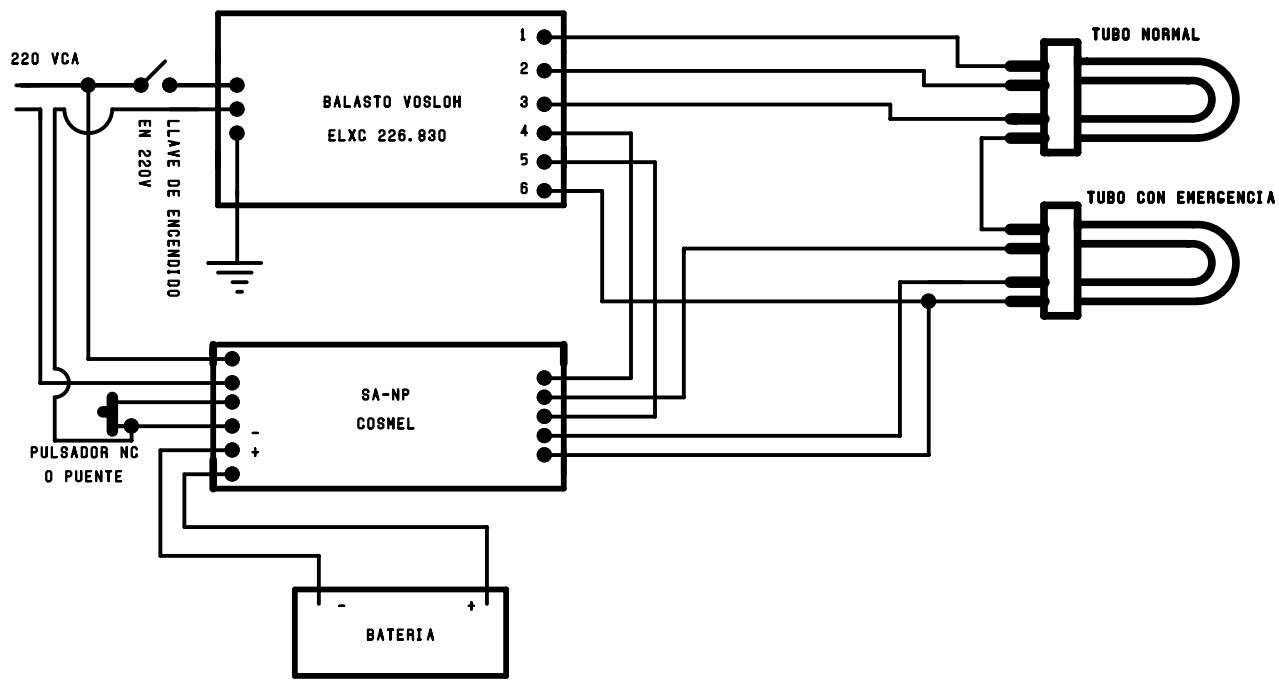 220 VCA
LLAVE DE ENCENDIDO
EN 220V
BALASTO VOSLOH
ELXC 226.830
1
2
3
4
5
6
TUBO NORMAL
TUBO CON EMERGENCIA
SA-NP
COSMEL
-
+
PULSADOR NC
O PUENTE
- +
BATERIA